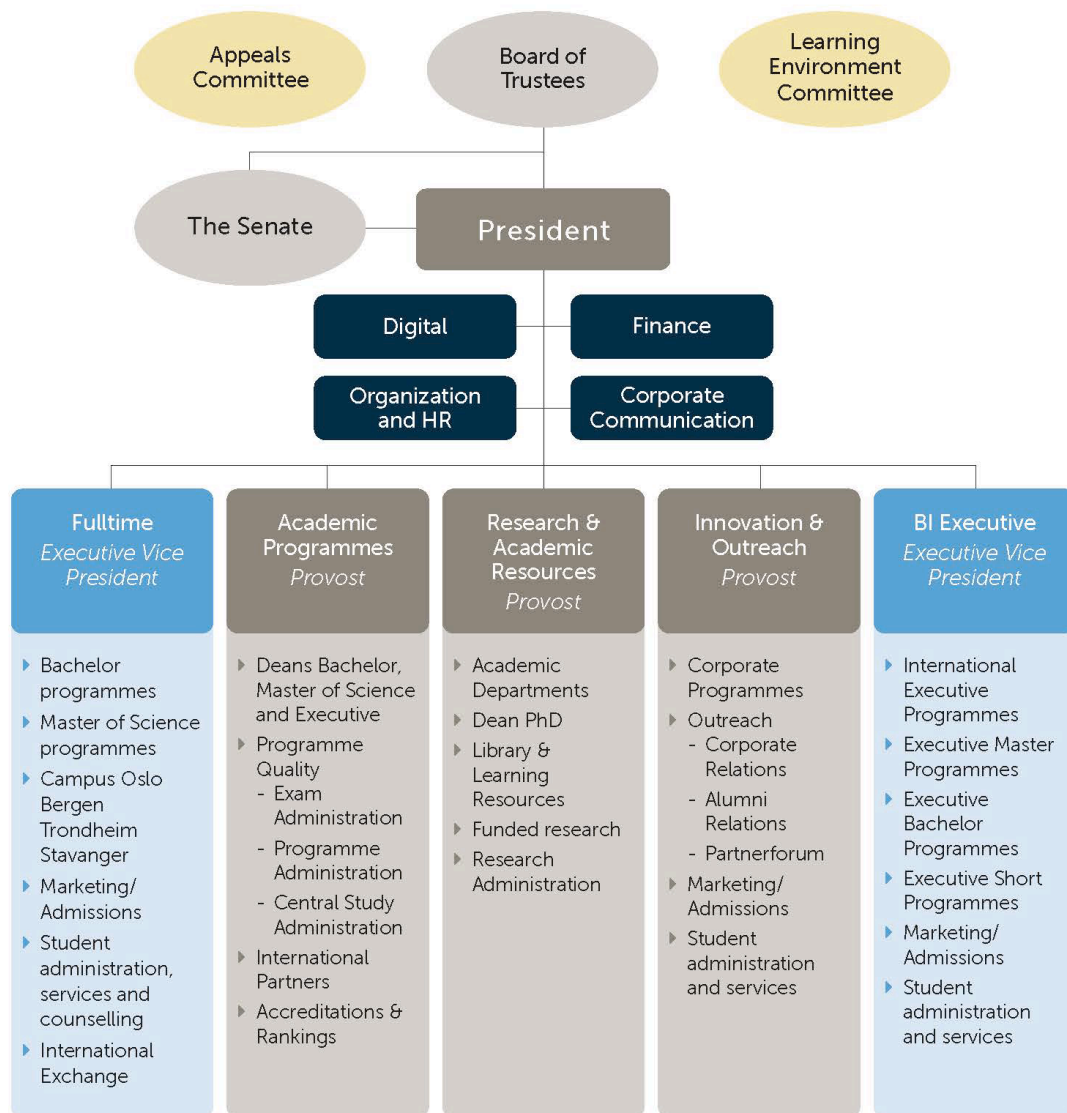 Appeals
Committee
Board of
Trustees
Learning
Environment
Committee
The Senate
President
Digital
Finance
Organization
and HR
Corporate
Communication
Fulltime
Executive Vice
President
Academic
Programmes
Provost
Research &
Academic
Resources
Provost
Innovation &
Outreach
Provost
BI Executive
Executive Vice
President
Bachelor
programmes
Master of Science
programmes
Campus Oslo
Bergen
Trondheim
Stavanger
Marketing/
Admissions
Student
administration,
services and
counselling
International
Exchange
Deans Bachelor,
Master of Science
and Executive
Programme
Quality
- Exam
Administration
- Programme
Administration
- Central Study
Administration
International
Partners
Accreditations &
Rankings
Academic
Departments
Dean PhD
Library &
Learning
Resources
Funded research
Research
Administration
Corporate
Programmes
Outreach
- Corporate
Relations
- Alumni
Relations
- Partnerforum
Marketing/
Admissions
Student
administration
and services
International
Executive
Programmes
Executive Master
Programmes
Executive
Bachelor
Programmes
Executive Short
Programmes
Marketing/
Admissions
Student
administration
and services